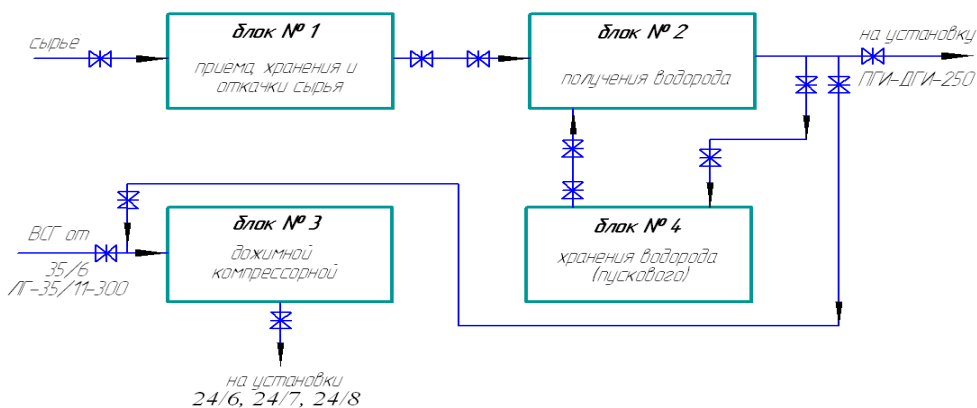 сырье
блок № 1
приема, хранения и
откачки сырья
блок № 2
получения водорода
на установку
ПГИ-ДГИ-250
ВСГ от
35/6
ЛГ-35/11-300
блок № 3
дожимной
компрессорной
блок № 4
хранения водорода
(пускового)
на установки
24/6, 24/7, 24/8